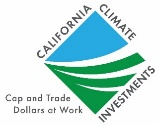 CALIFORNIA
CLIMATE
INVESTMENTS
Cap and Trade
Dollars at Work